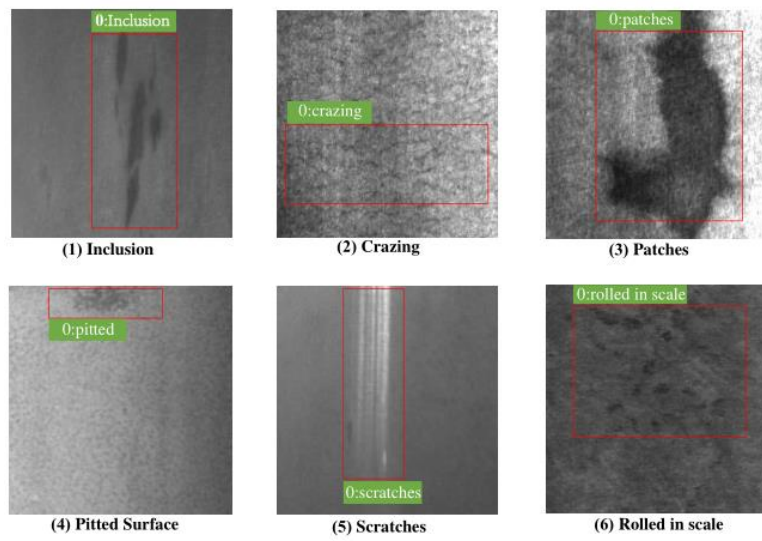 0:Inclusion
(1) Inclusion
0:crazing
(2) Crazing
0:patches
(3) Patches
0:pitted
(4) Pitted Surface
0:scratches
(5) Scratches
0:rolled in scale
(6) Rolled in scale